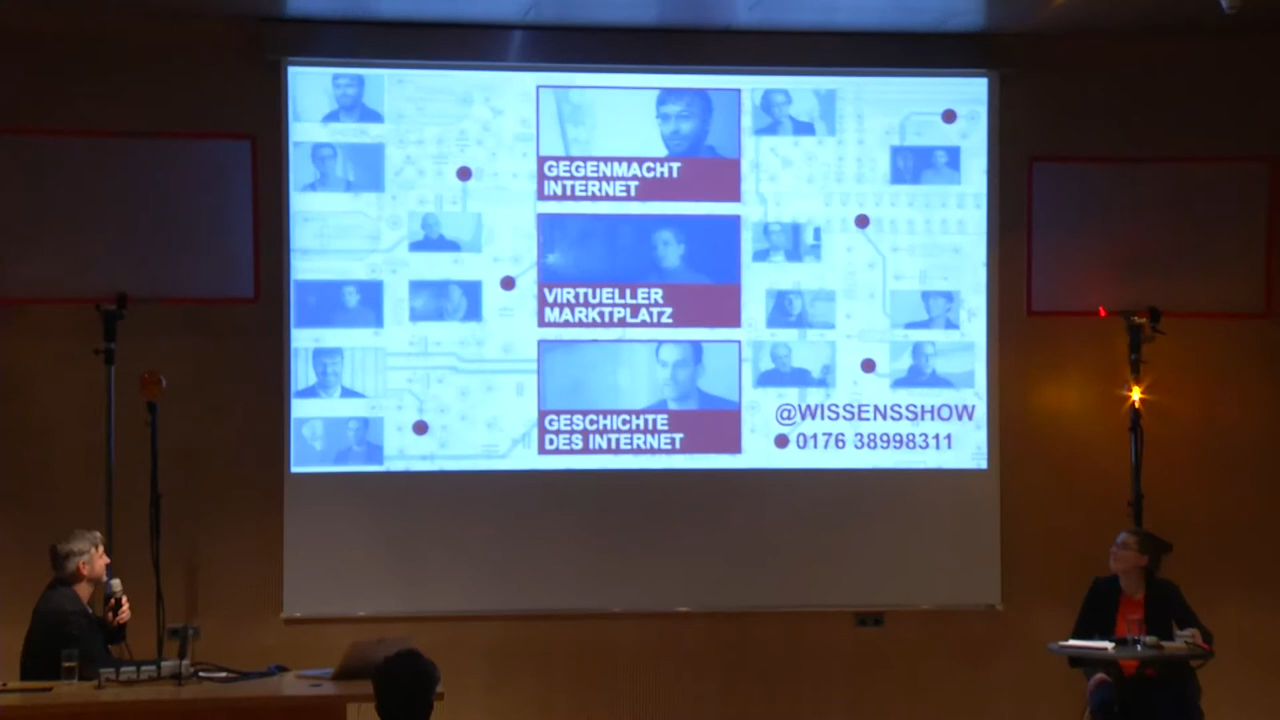 GEGENMACHT
INTERNET
VIRTUELLER
MARKTPLATZ
GESCHICHTE
DES INTERNET
@WISSENSSHOW
0176 38998311